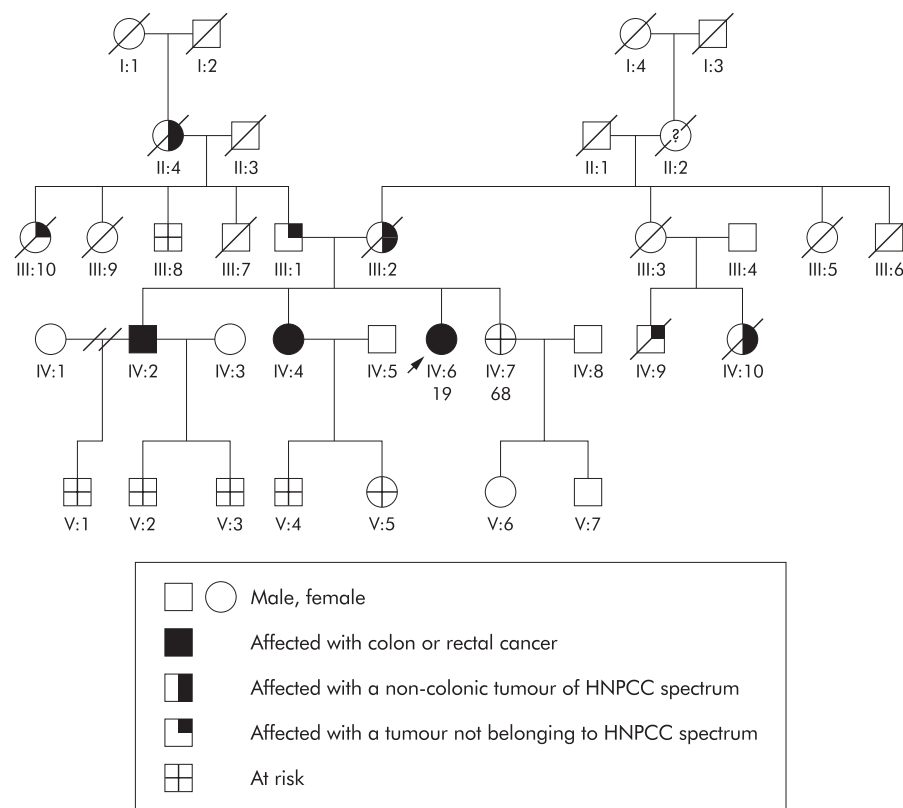 I:1 I:2 I:4 I:3
?
II:4 II:3 II:1 II:2
III:10 III:9 III:8 III:7 III:1 III:2 III:3 III:4 III:5 III:6
IV:1 IV:2 IV:3 IV:4 IV:5 IV:6 IV:7 IV:8 IV:9 IV:10
19 68
V:1 V:2 V:3 V:4 V:5 V:6 V:7
Male, female
Affected with colon or rectal cancer
Affected with a non-colonic tumour of HNPCC spectrum
Affected with a tumour not belonging to HNPCC spectrum
At risk